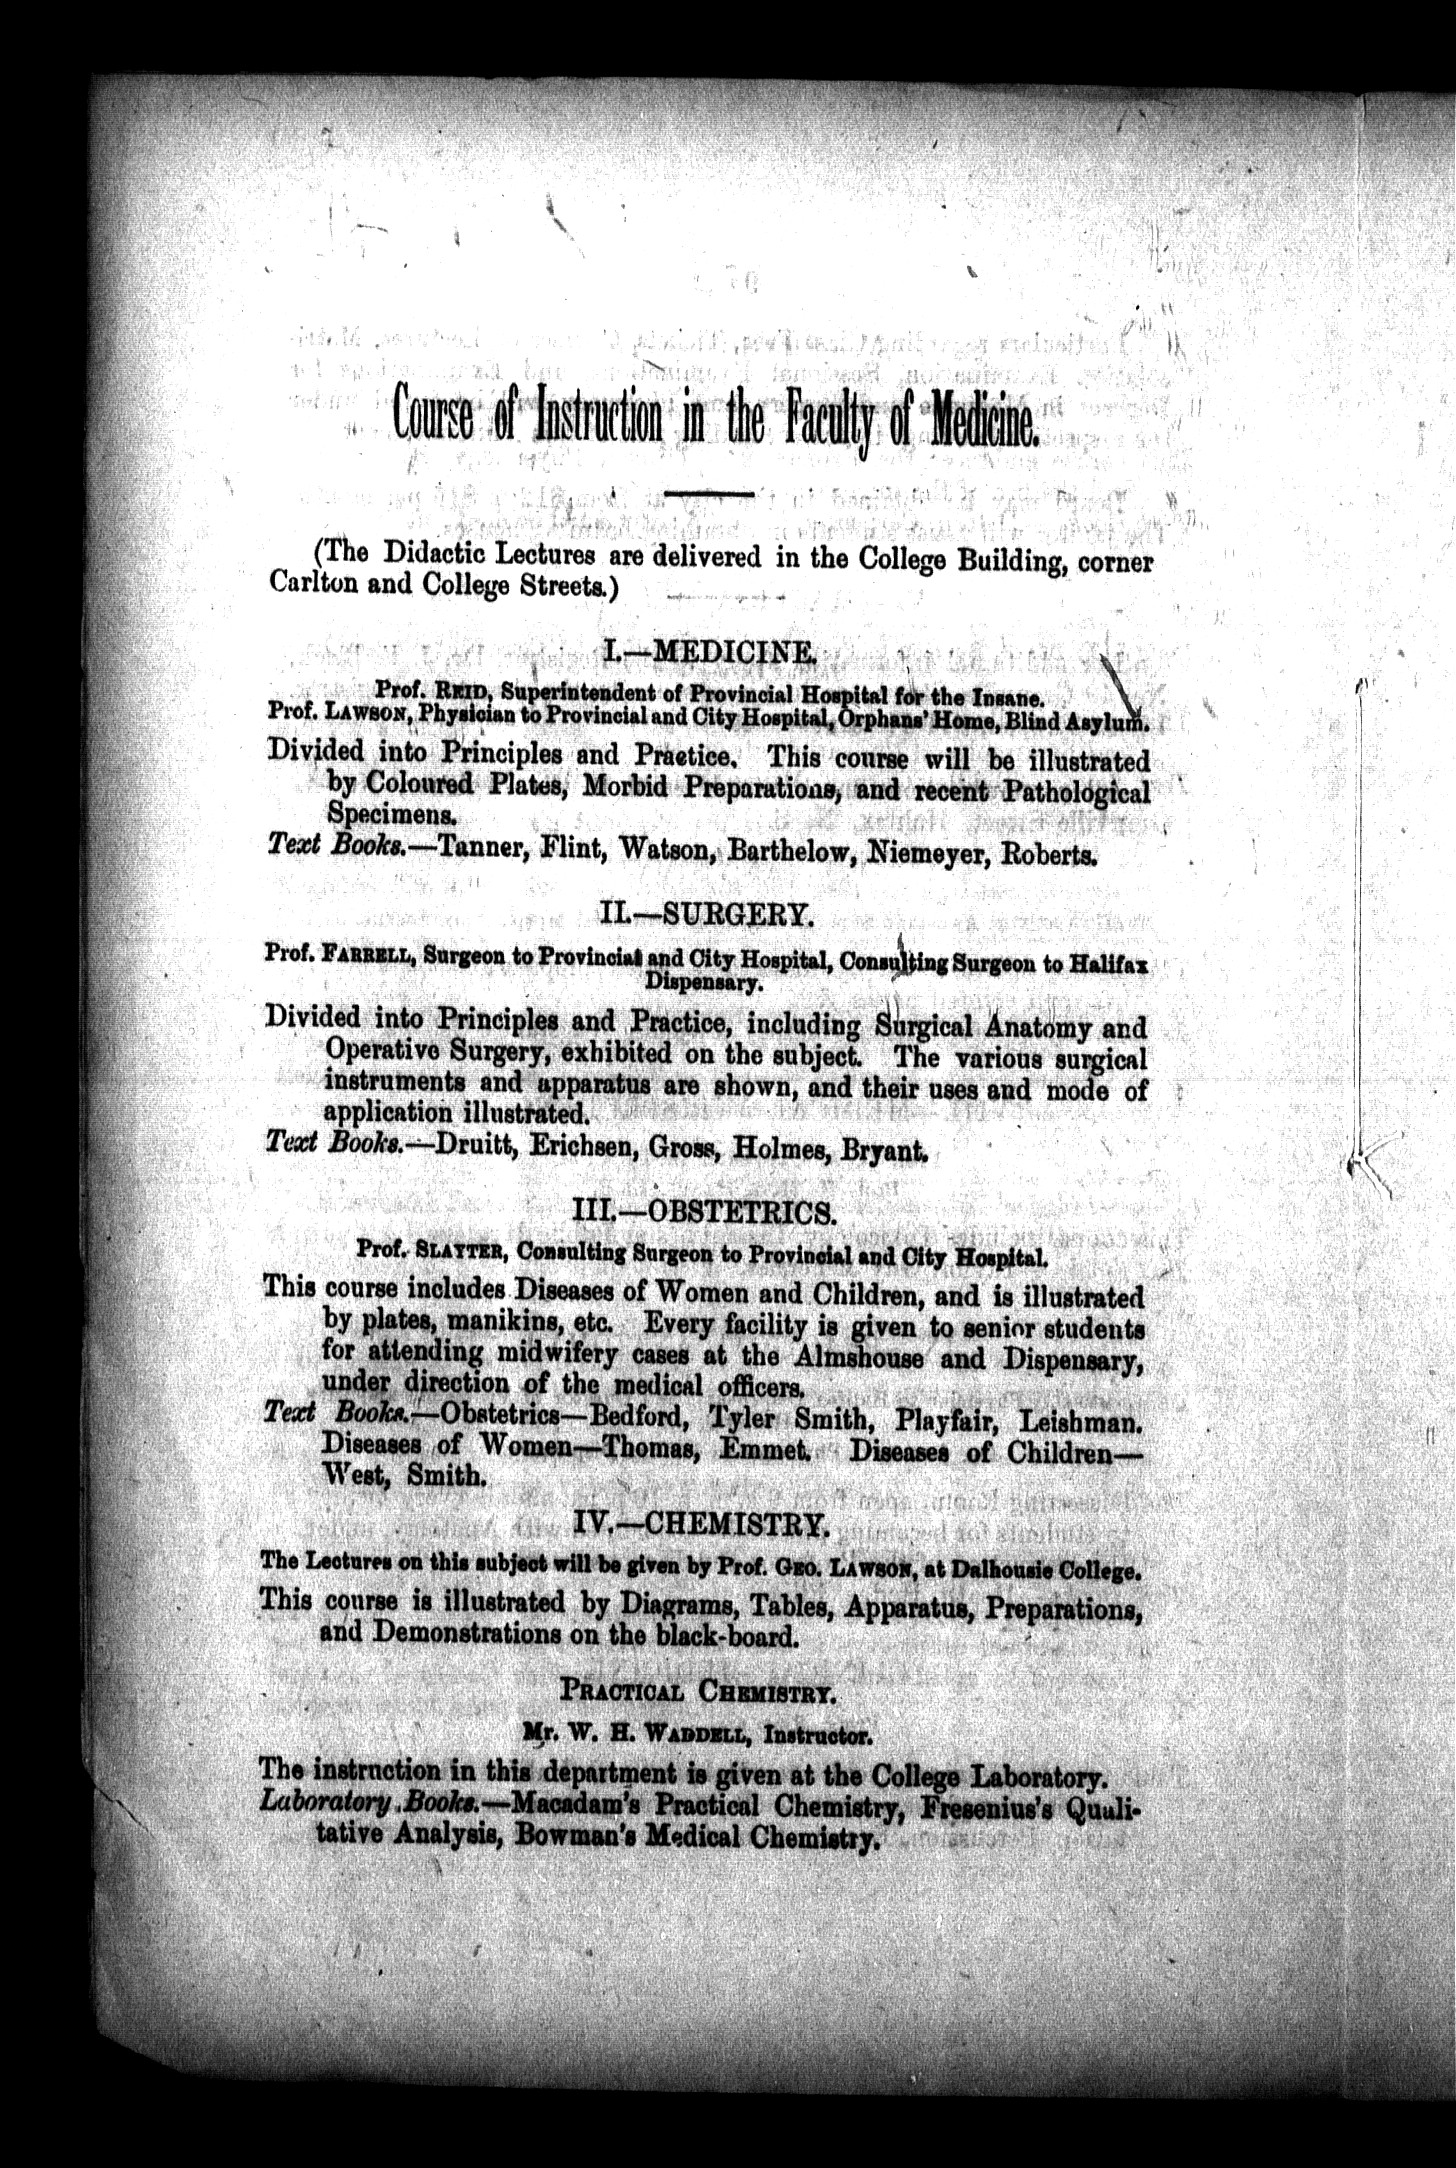 Course of Instruction in the Faculty of Medicine.
(The Didactic Lectures are delivered in the College Building, corner
Carlton and College Streets.)
I.—MEDICINE.
Prof. REID, Superintendent of Provincial Hospital for the Insane.
Prof. LAWSON, Physician to Provincial and City Hospital, Orphans' Home, Blind Asylum.
Divided into Principles and Practice. This course will be illustrated
by Coloured Plates, Morbid Preparations, and recent Pathological
Specimens.
Text Books.—Tanner, Flint, Watson, Barthelow, Niemeyer, Roberts.
II.—SURGERY.
Prof. FARRELL, Surgeon to Provincial and City Hospital, Consulting Surgeon to Halifax
Dispensary.
Divided into Principles and Practice, including Surgical Anatomy and
Operative Surgery, exhibited on the subject. The various surgical
instruments and apparatus are shown, and their uses and mode of
application illustrated.
Text Books.—Druitt, Erichsen, Gross, Holmes, Bryant.
III.—OBSTETRICS.
Prof. SLAYTER, Consulting Surgeon to Provincial and City Hospital.
This course includes Diseases of Women and Children, and is illustrated
by plates, manikins, etc. Every facility is given to senior students
for attending midwifery cases at the Almshouse and Dispensary,
under direction of the medical officers.
Text Books.—Obstetrics—Bedford, Tyler Smith, Playfair, Leishman.
Diseases of Women—Thomas, Emmet. Diseases of Children—
West, Smith.
IV.—CHEMISTRY.
The Lectures on this subject will be given by Prof. GEO. LAWSON, at Dalhousie College.
This course is illustrated by Diagrams, Tables, Apparatus, Preparations,
and Demonstrations on the black-board.
PRACTICAL CHEMISTRY.
Mr. W. H. WADDELL, Instructor.
The instruction in this department is given at the College Laboratory.
Laboratory Books.—Macadam's Practical Chemistry, Fresenius's Quali-
tative Analysis, Bowman's Medical Chemistry.